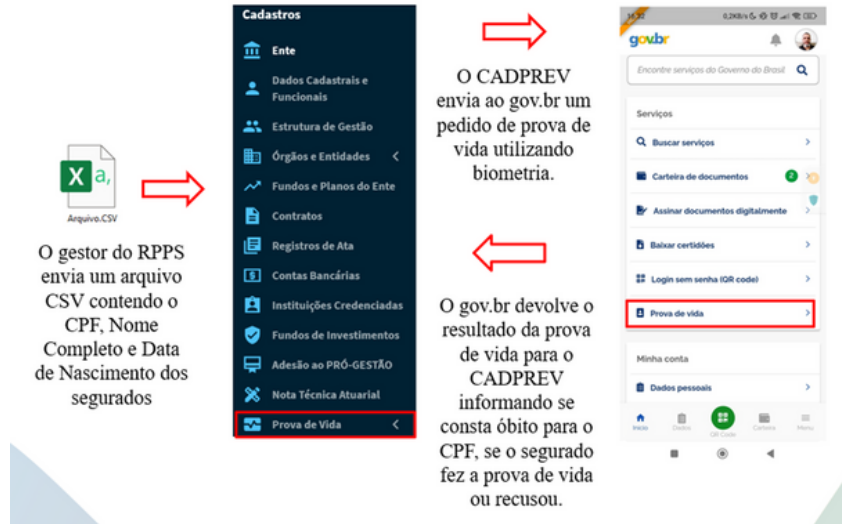 Arquivo.CSV
O gestor do RPPS
envia um arquivo
CSV contendo o
CPF, Nome
Completo e Data
de Nascimento dos
segurados
Cadastros
Ente
Dados Cadastrais e
Funcionais
Estrutura de Gestão
Órgãos e Entidades
Fundos e Planos do Ente
Contratos
Registros de Ata
Contas Bancárias
Instituições Credenciadas
Fundos de Investimentos
Adesão ao PRÓ-GESTÃO
Nota Técnica Atuarial
Prova de Vida
O CADPREV
envia ao gov.br um
pedido de prova de
vida utilizando
biometria.
O gov.br devolve o
resultado da prova
de vida para o
CADPREV
informando se
consta óbito para o
CPF, se o segurado
fez a prova de vida
ou recusou.
gov.br
Encontre serviços do Governo do Brasil
Serviços
Buscar serviços
Carteira de documentos 2
Assinar documentos digitalmente
Baixar certidões
Login sem senha (QR code)
Prova de vida
Minha conta
Dados pessoais
Início Dados QR Code Carteira Menu